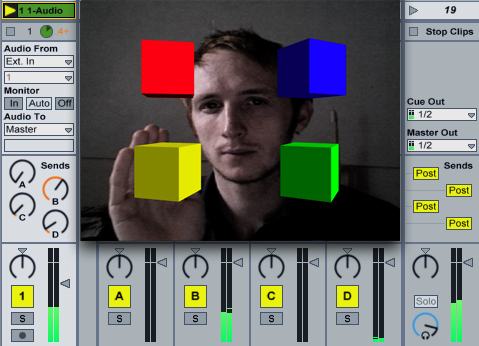 1 1-Audio
19
1 4
Stop Clips
Audio From
Ext. In
1
Monitor
In Auto Off
Audio To
Master
Cue Out
1/2
Master Out
1/2
Sends
A
B
C
D
Sends
Post
Post
Post
Post
1
A
B
C
D
Solo
S
S
S
S
S